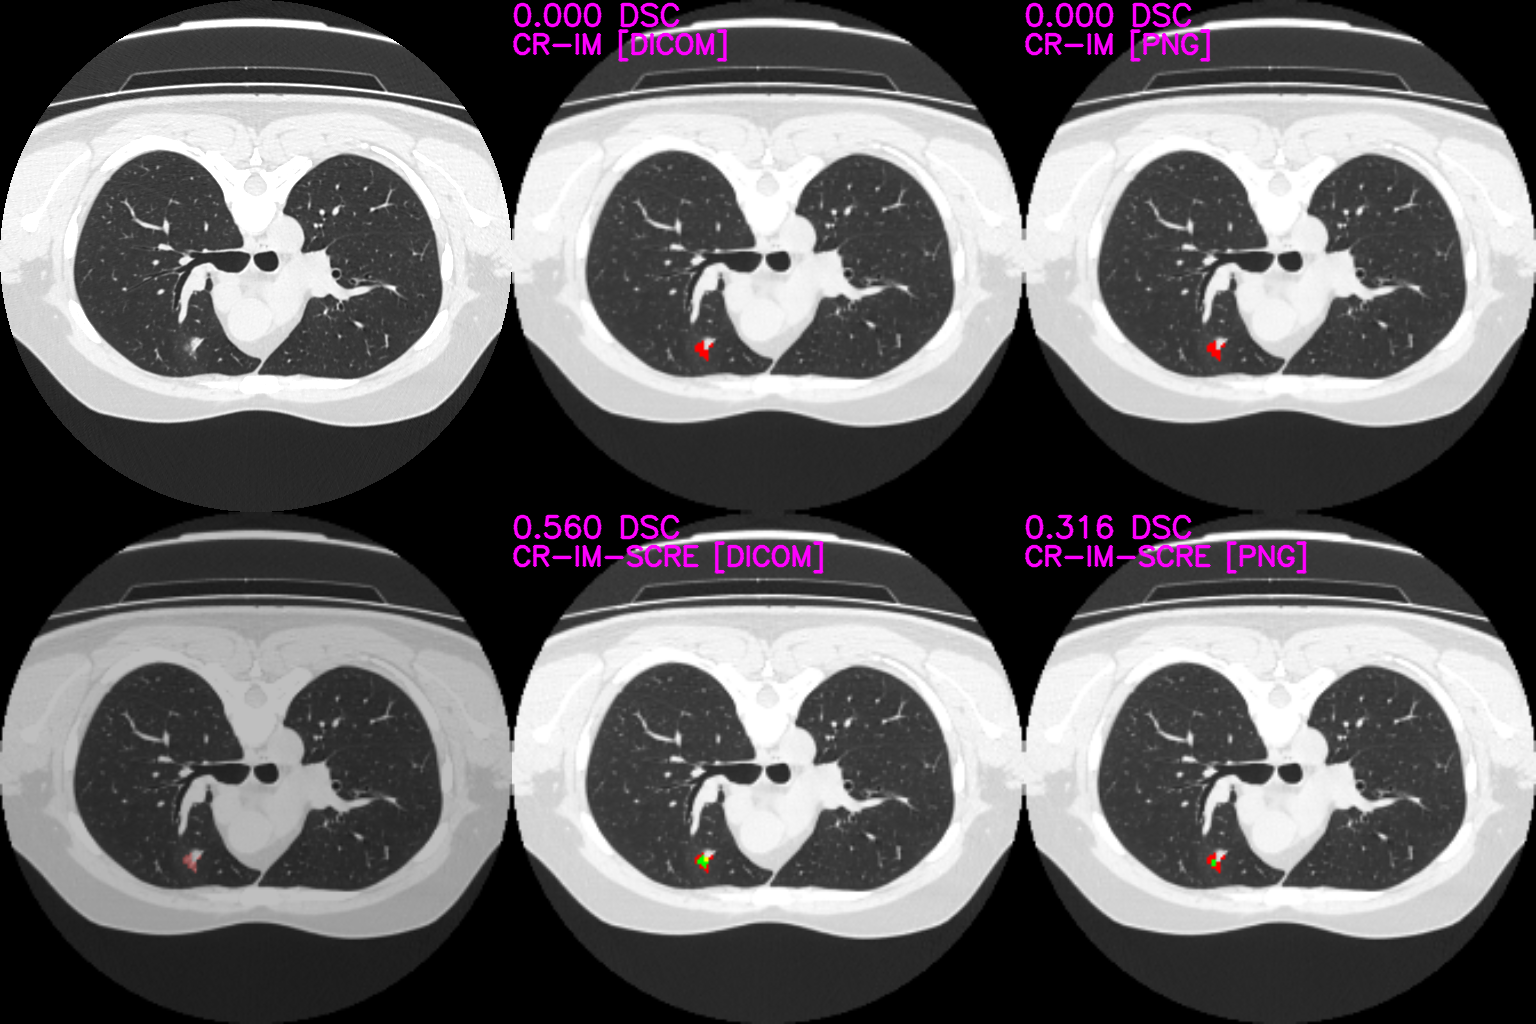 0.000 DSC
CR-IM [DICOM]
0.000 DSC
CR-IM [PNG]
0.560 DSC
CR-IM-SCRE [DICOM]
0.316 DSC
CR-IM-SCRE [PNG]